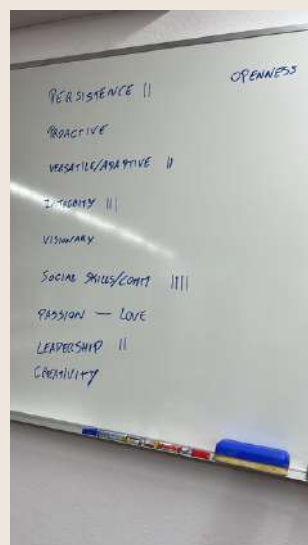 OPENNESS
PERSISTENCE ||
PROACTIVE
VERSATILE/ADAPTIVE ||
INTEGRITY |||
VISIONARY
SOCIAL SKILLS/COMM ||||
PASSION — LOVE
LEADERSHIP ||
CREATIVITY